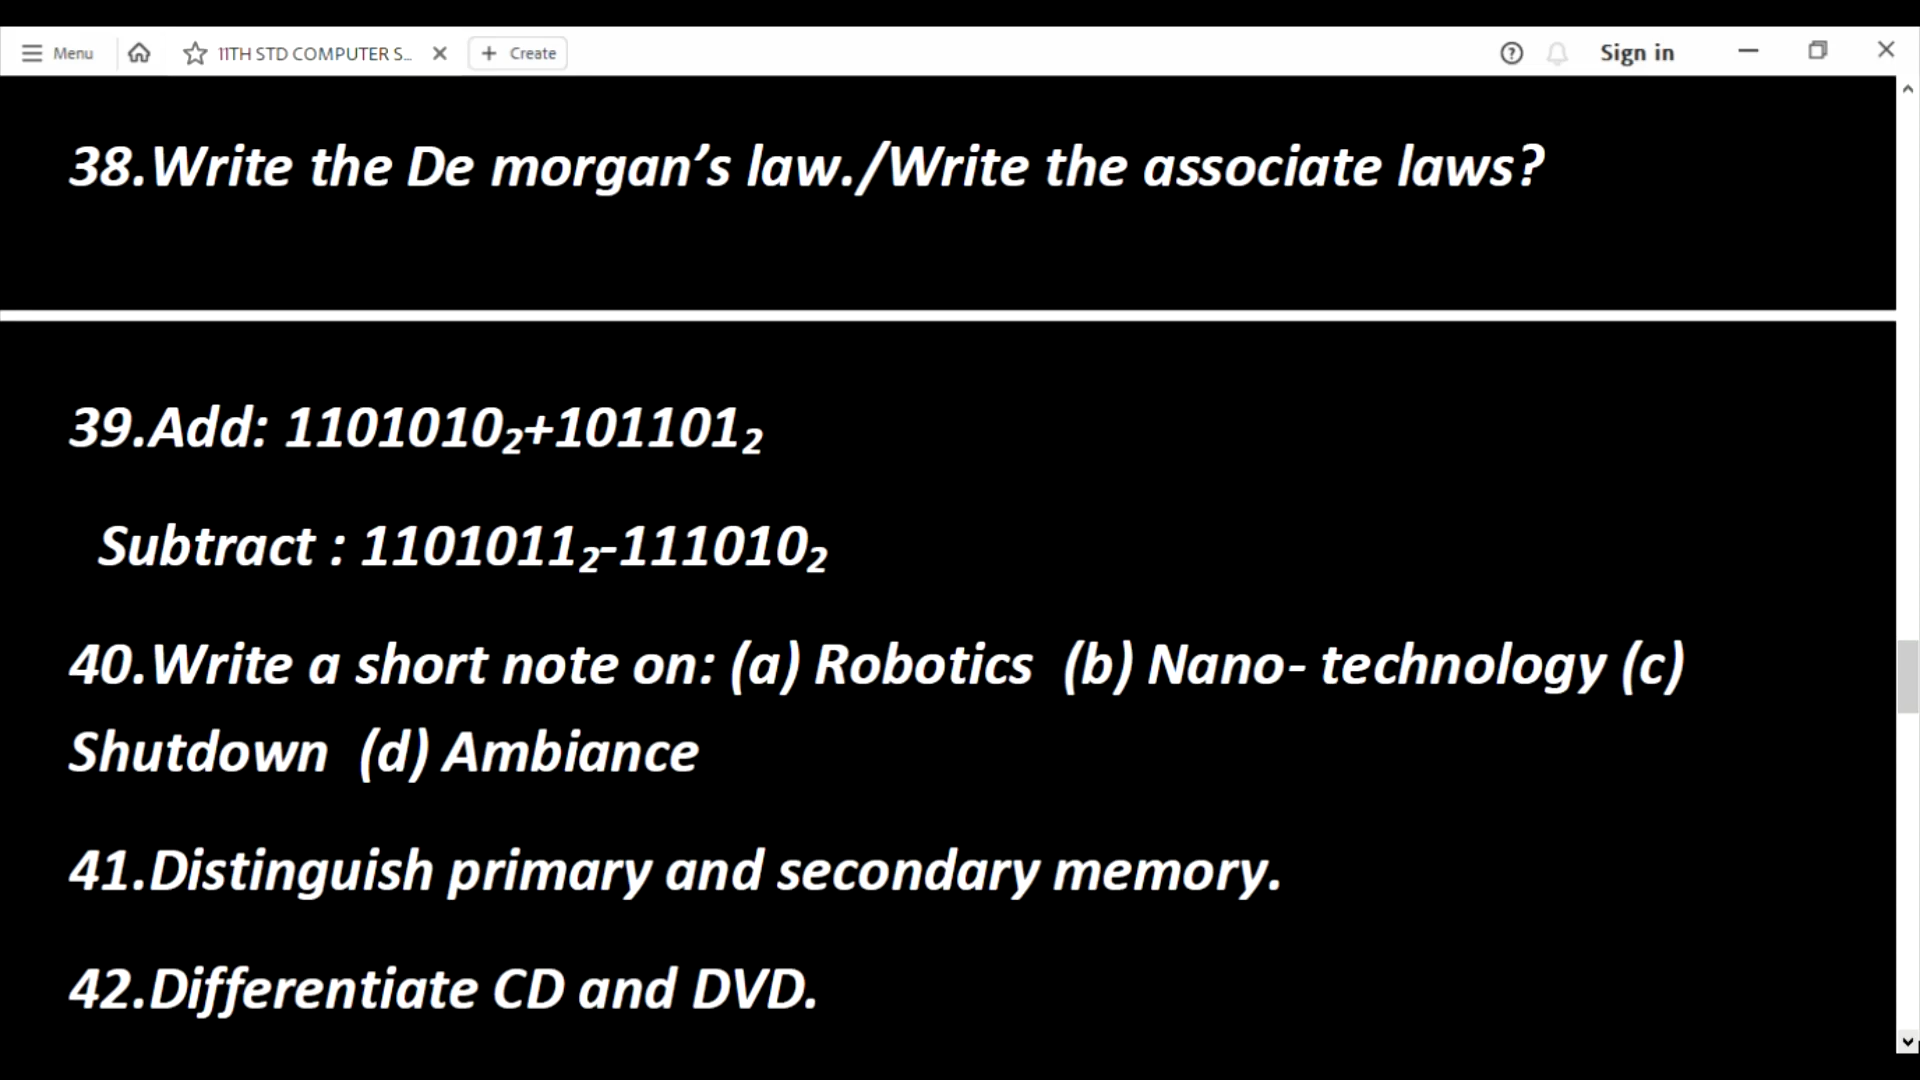 Menu 11TH STD COMPUTER S... Create Sign in
38.Write the De morgan’s law./Write the associate laws?
39.Add: 1101010₂+101101₂
Subtract : 1101011₂-111010₂
40.Write a short note on: (a) Robotics (b) Nano- technology (c)
Shutdown (d) Ambiance
41.Distinguish primary and secondary memory.
42.Differentiate CD and DVD.